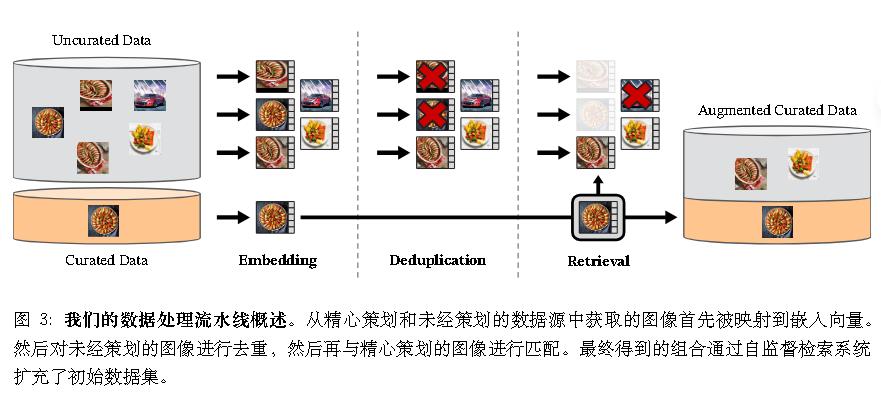 Uncurated Data
Augmented Curated Data
Curated Data
Embedding
Deduplication
Retrieval
图 3: 我们的数据处理流水线概述。从精心策划和未经策划的数据源中获取的图像首先被映射到嵌入向量。
然后对未经策划的图像进行去重，然后再与精心策划的图像进行匹配。最终得到的组合通过自监督检索系统
扩充了初始数据集。